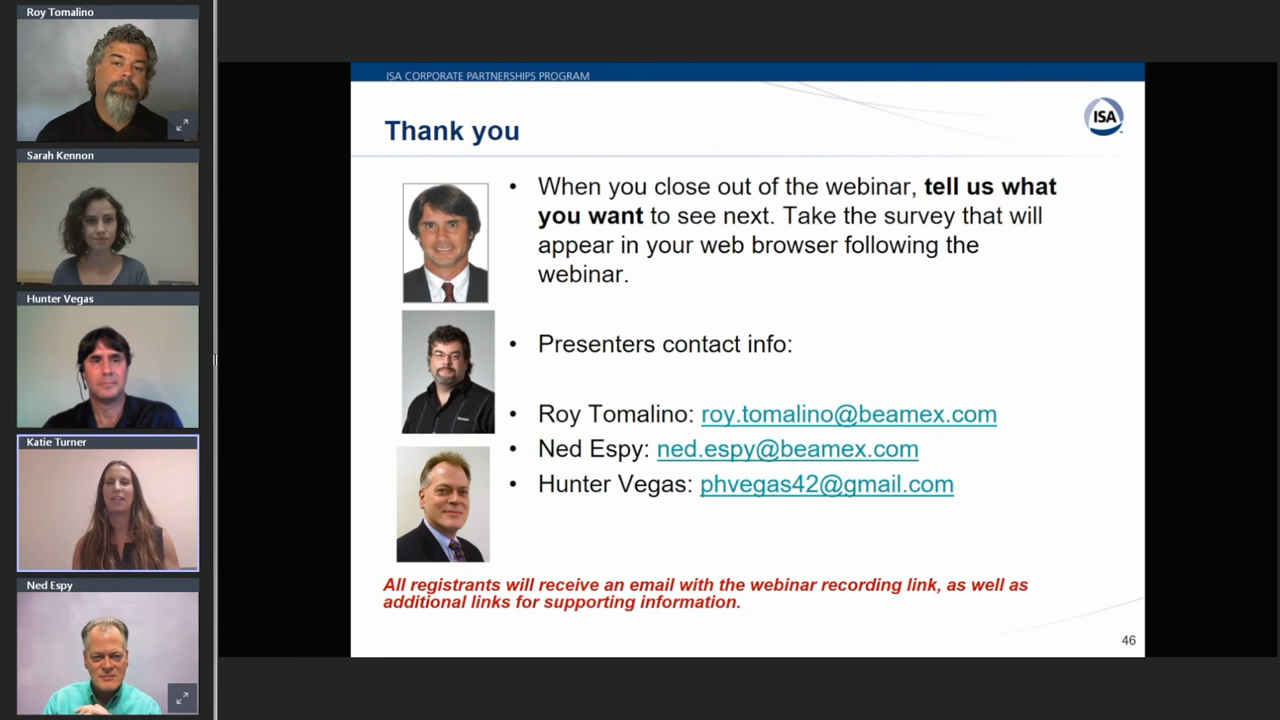 Roy Tomalino
Sarah Kennon
Hunter Vegas
Katie Turner
Ned Espy
ISA CORPORATE PARTNERSHIPS PROGRAM
ISA
Thank you
• When you close out of the webinar, tell us what
you want to see next. Take the survey that will
appear in your web browser following the
webinar.
• Presenters contact info:
• Roy Tomalino: roy.tomalino@beamex.com
• Ned Espy: ned.espy@beamex.com
• Hunter Vegas: phvegas42@gmail.com
All registrants will receive an email with the webinar recording link, as well as
additional links for supporting information.
46